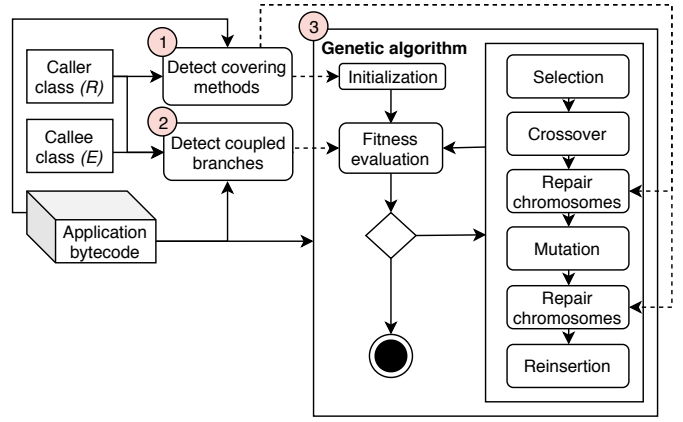 3
Genetic algorithm
1
Caller
class (R)
Detect covering
methods
Initialization
Selection
2
Callee
class (E)
Detect coupled
branches
Fitness
evaluation
Crossover
Repair
chromosomes
Application
bytecode
Mutation
Repair
chromosomes
Reinsertion